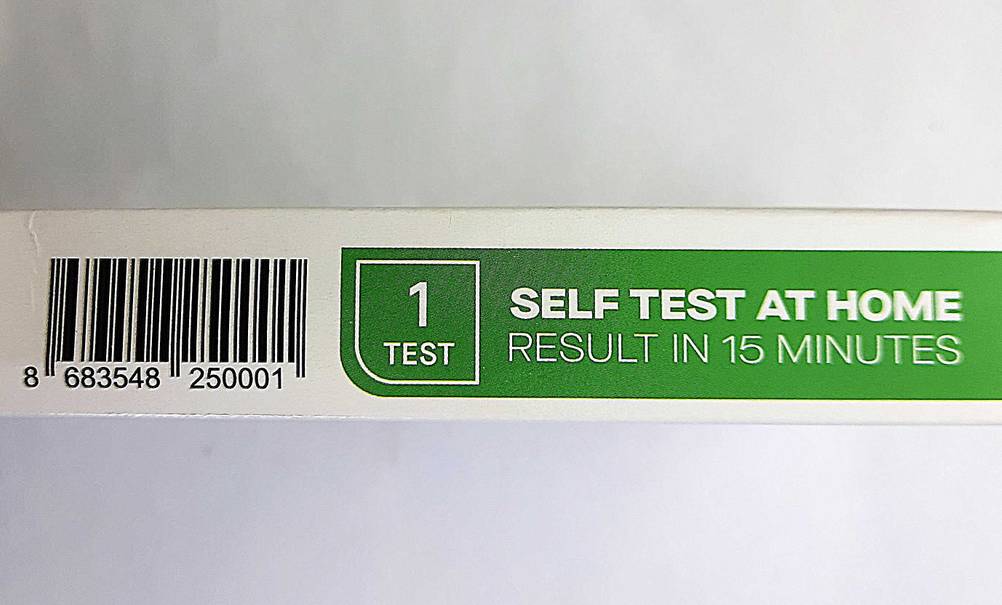 8 683548 250001
1
TEST
SELF TEST AT HOME
RESULT IN 15 MINUTES